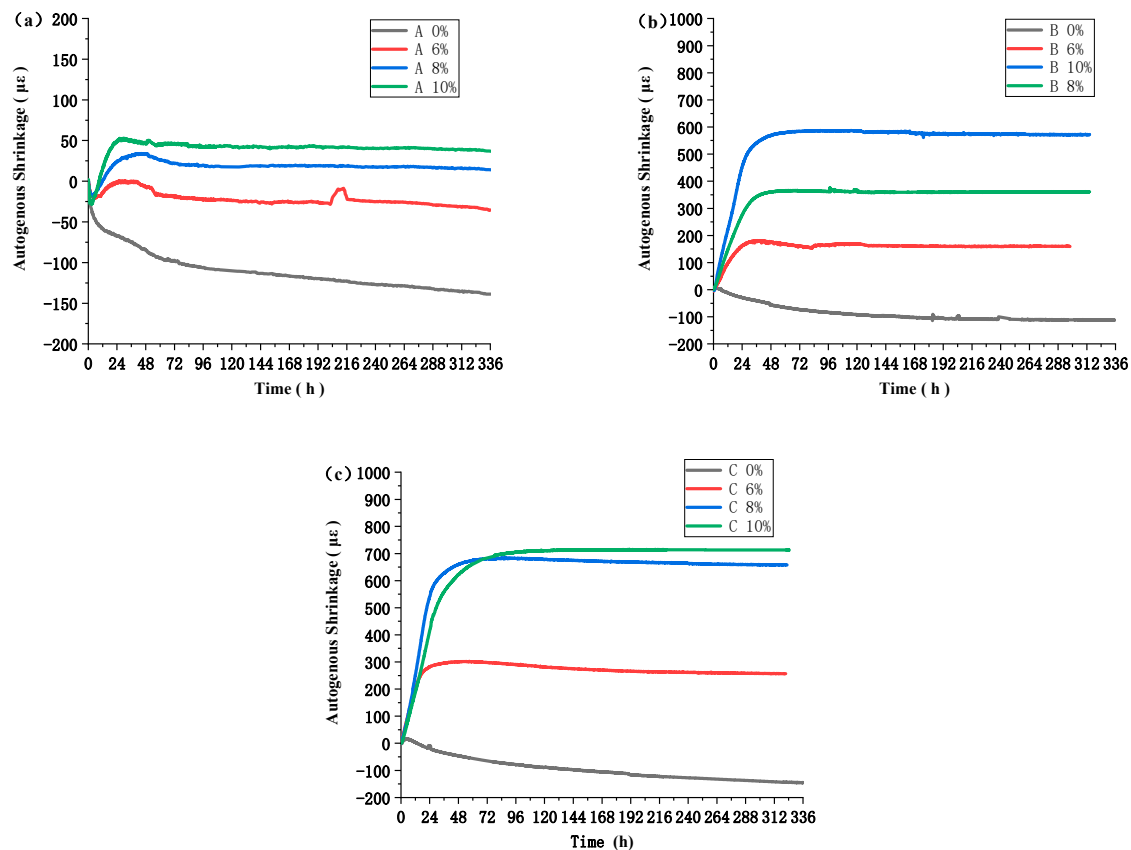 (a)
A 0%
A 6%
A 8%
A 10%
200
150
100
50
0
-50
-100
-150
-200
Autogenous Shrinkage ( με )
0 24 48 72 96 120 144 168 192 216 240 264 288 312 336
Time ( h )
(b)
B 0%
B 6%
B 10%
B 8%
1000
900
800
700
600
500
400
300
200
100
0
-100
-200
Autogenous Shrinkage ( με )
0 24 48 72 96 120 144 168 192 216 240 264 288 312 336
Time ( h )
(c)
C 0%
C 6%
C 8%
C 10%
1000
900
800
700
600
500
400
300
200
100
0
-100
-200
Autogenous Shrinkage ( με )
0 24 48 72 96 120 144 168 192 216 240 264 288 312 336
Time (h)